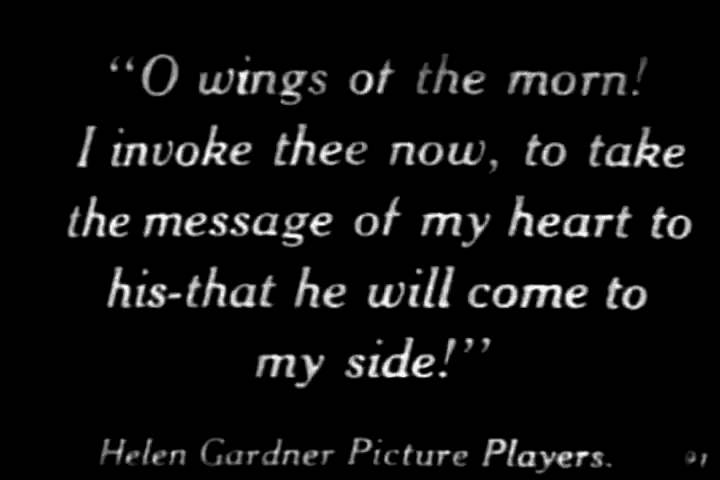 “O wings of the morn!
I invoke thee now, to take
the message of my heart to
his-that he will come to
my side!”
Helen Gardner Picture Players. 91